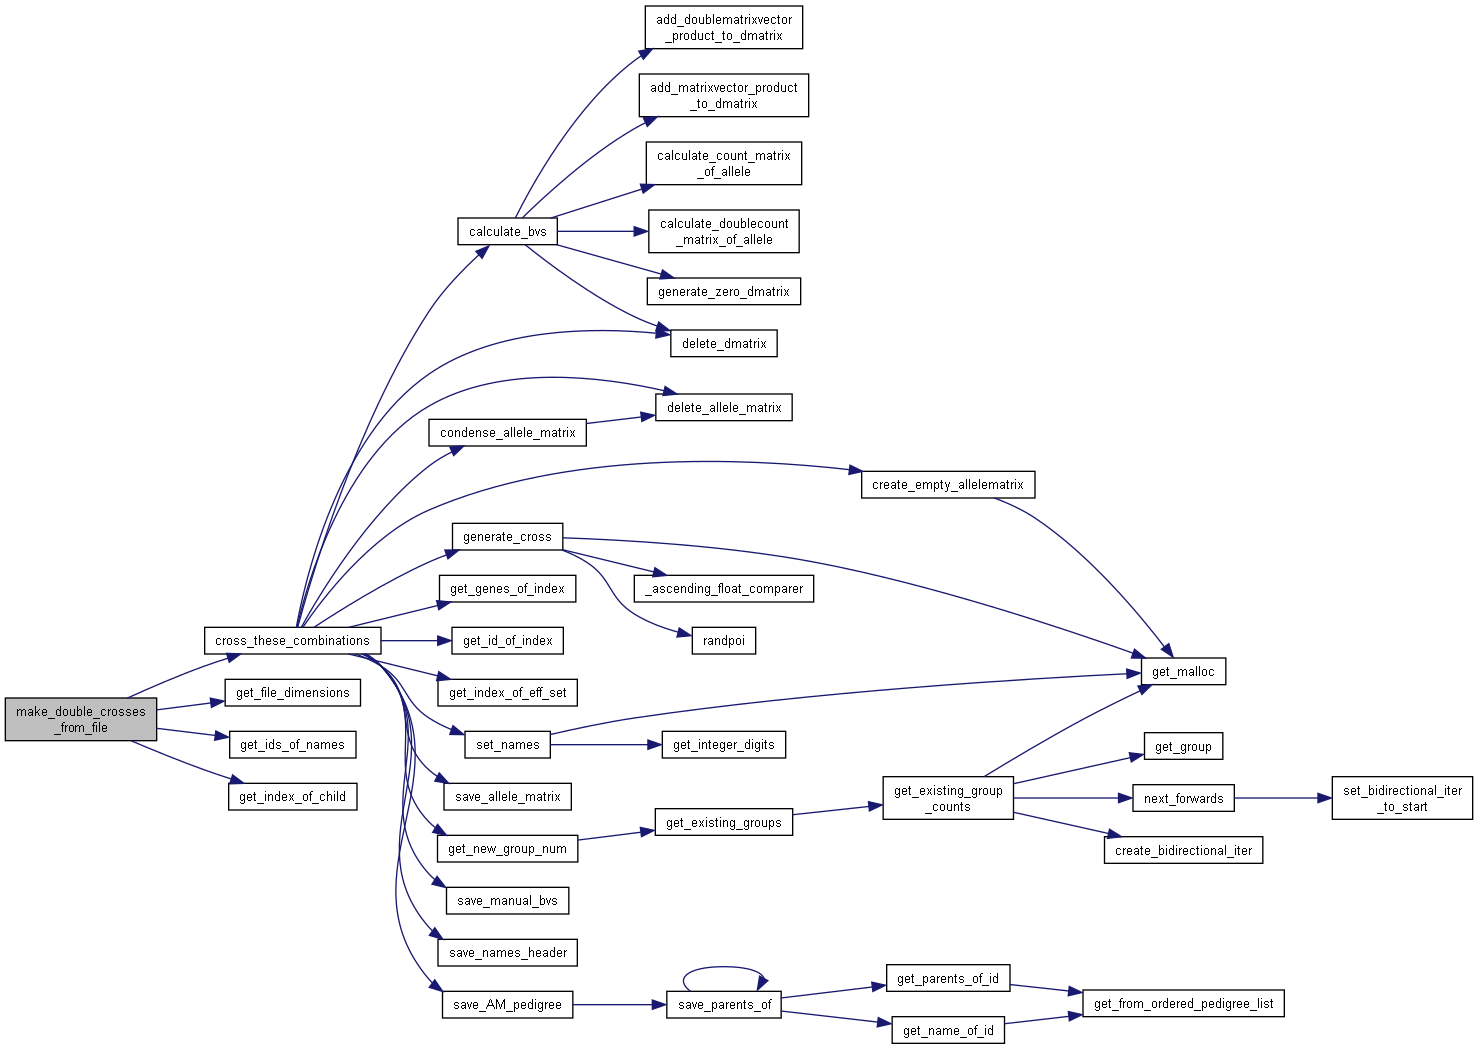 add_doublematrixvector
_product_to_dmatrix
add_matrixvector_product
_to_dmatrix
calculate_count_matrix
_of_allele
calculate_bvs
calculate_doublecount
_matrix_of_allele
generate_zero_dmatrix
delete_dmatrix
delete_allele_matrix
condense_allele_matrix
create_empty_allelematrix
generate_cross
get_genes_of_index
_ascending_float_comparer
cross_these_combinations
get_id_of_index
randpoi
get_malloc
get_file_dimensions
get_index_of_eff_set
make_double_crosses
_from_file
get_ids_of_names
set_names
get_integer_digits
get_group
get_index_of_child
save_allele_matrix
get_existing_group
_counts
next_forwards
set_bidirectional_iter
_to_start
get_new_group_num
get_existing_groups
create_bidirectional_iter
save_manual_bvs
save_names_header
save_AM_pedigree
save_parents_of
get_parents_of_id
get_from_ordered_pedigree_list
get_name_of_id